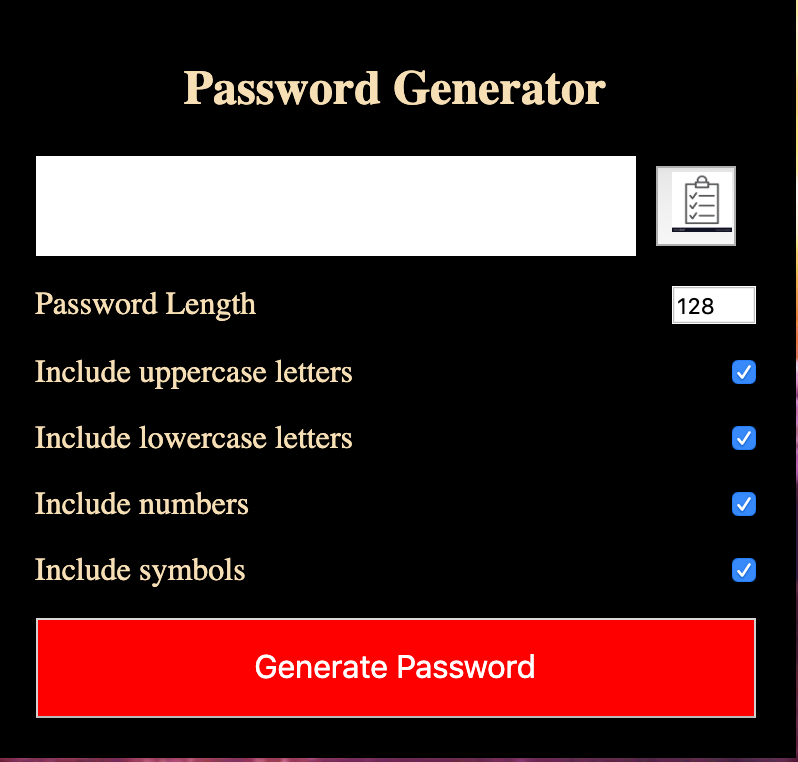 Password Generator
Password Length
128
Include uppercase letters
Include lowercase letters
Include numbers
Include symbols
Generate Password